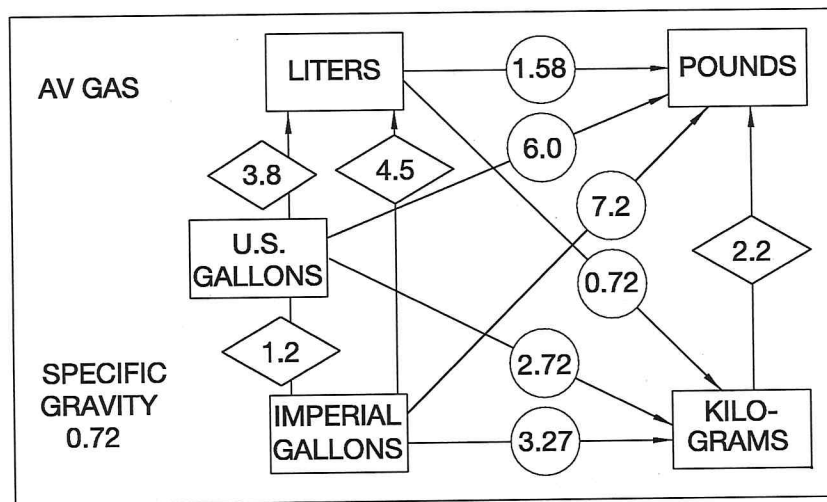 AV GAS
LITERS
1.58
POUNDS
3.8
4.5
6.0
7.2
U.S.
GALLONS
2.2
0.72
1.2
2.72
SPECIFIC
GRAVITY
0.72
IMPERIAL
GALLONS
3.27
KILO-
GRAMS